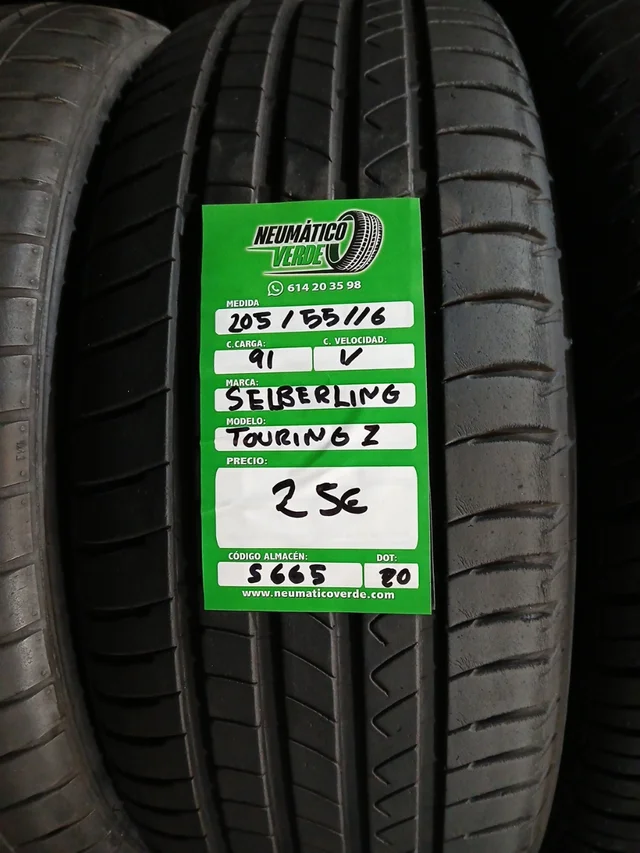 NEUMÁTICO
VERDE
614 20 35 98
MEDIDA
205 / 55 / 16
C.CARGA: C. VELOCIDAD:
91 V
MARCA:
SELBERLING
MODELO:
TOURING 2
PRECIO:
25€
CÓDIGO ALMACÉN: DOT:
S665 20
www.neumaticoverde.com